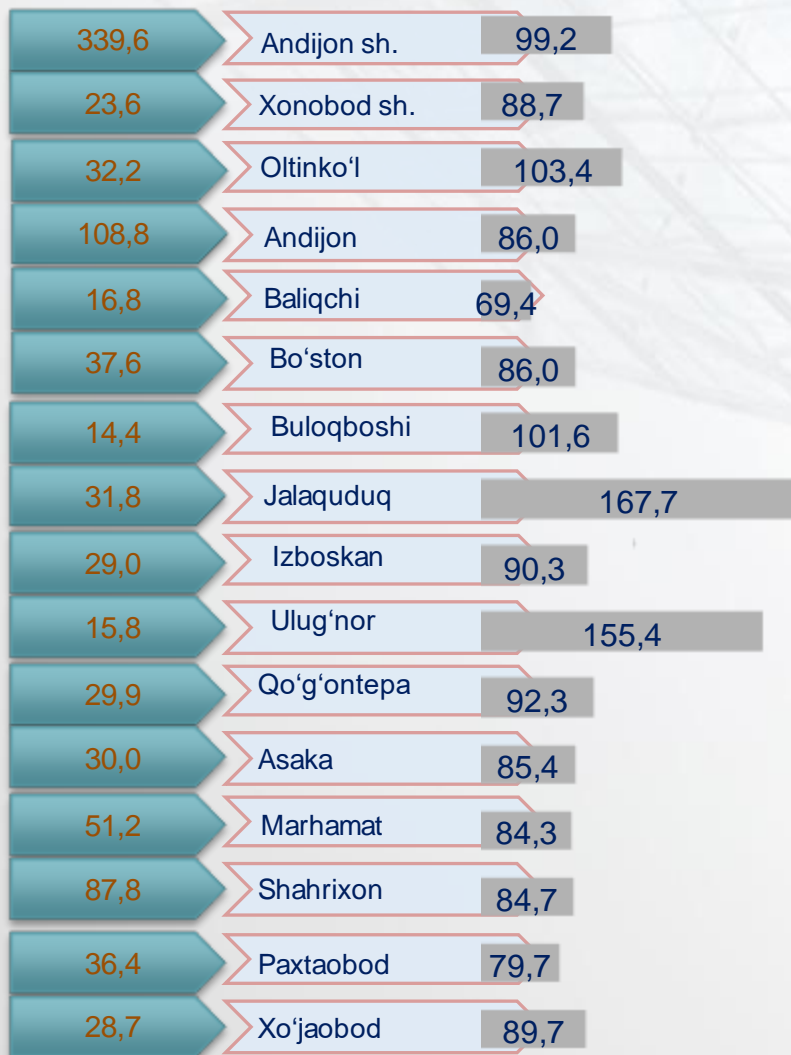 339,6 Andijon sh. 99,2
23,6 Xonobod sh. 88,7
32,2 Oltinko‘l 103,4
108,8 Andijon 86,0
16,8 Baliqchi 69,4
37,6 Bo‘ston 86,0
14,4 Buloqboshi 101,6
31,8 Jalaquduq 167,7
29,0 Izboskan 90,3
15,8 Ulug‘nor 155,4
29,9 Qo‘g‘ontepa 92,3
30,0 Asaka 85,4
51,2 Marhamat 84,3
87,8 Shahrixon 84,7
36,4 Paxtaobod 79,7
28,7 Xo‘jaobod 89,7